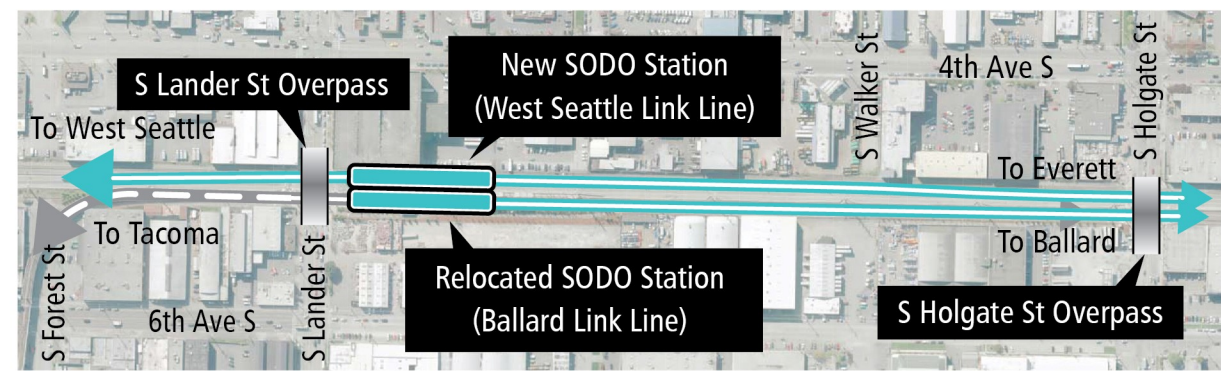 New SODO Station
(West Seattle Link Line)
S Lander St Overpass
4th Ave S
S Walker St
S Holgate St
To West Seattle
To Everett
To Tacoma
To Ballard
Relocated SODO Station
(Ballard Link Line)
S Holgate St Overpass
S Forest St
6th Ave S
S Lander St